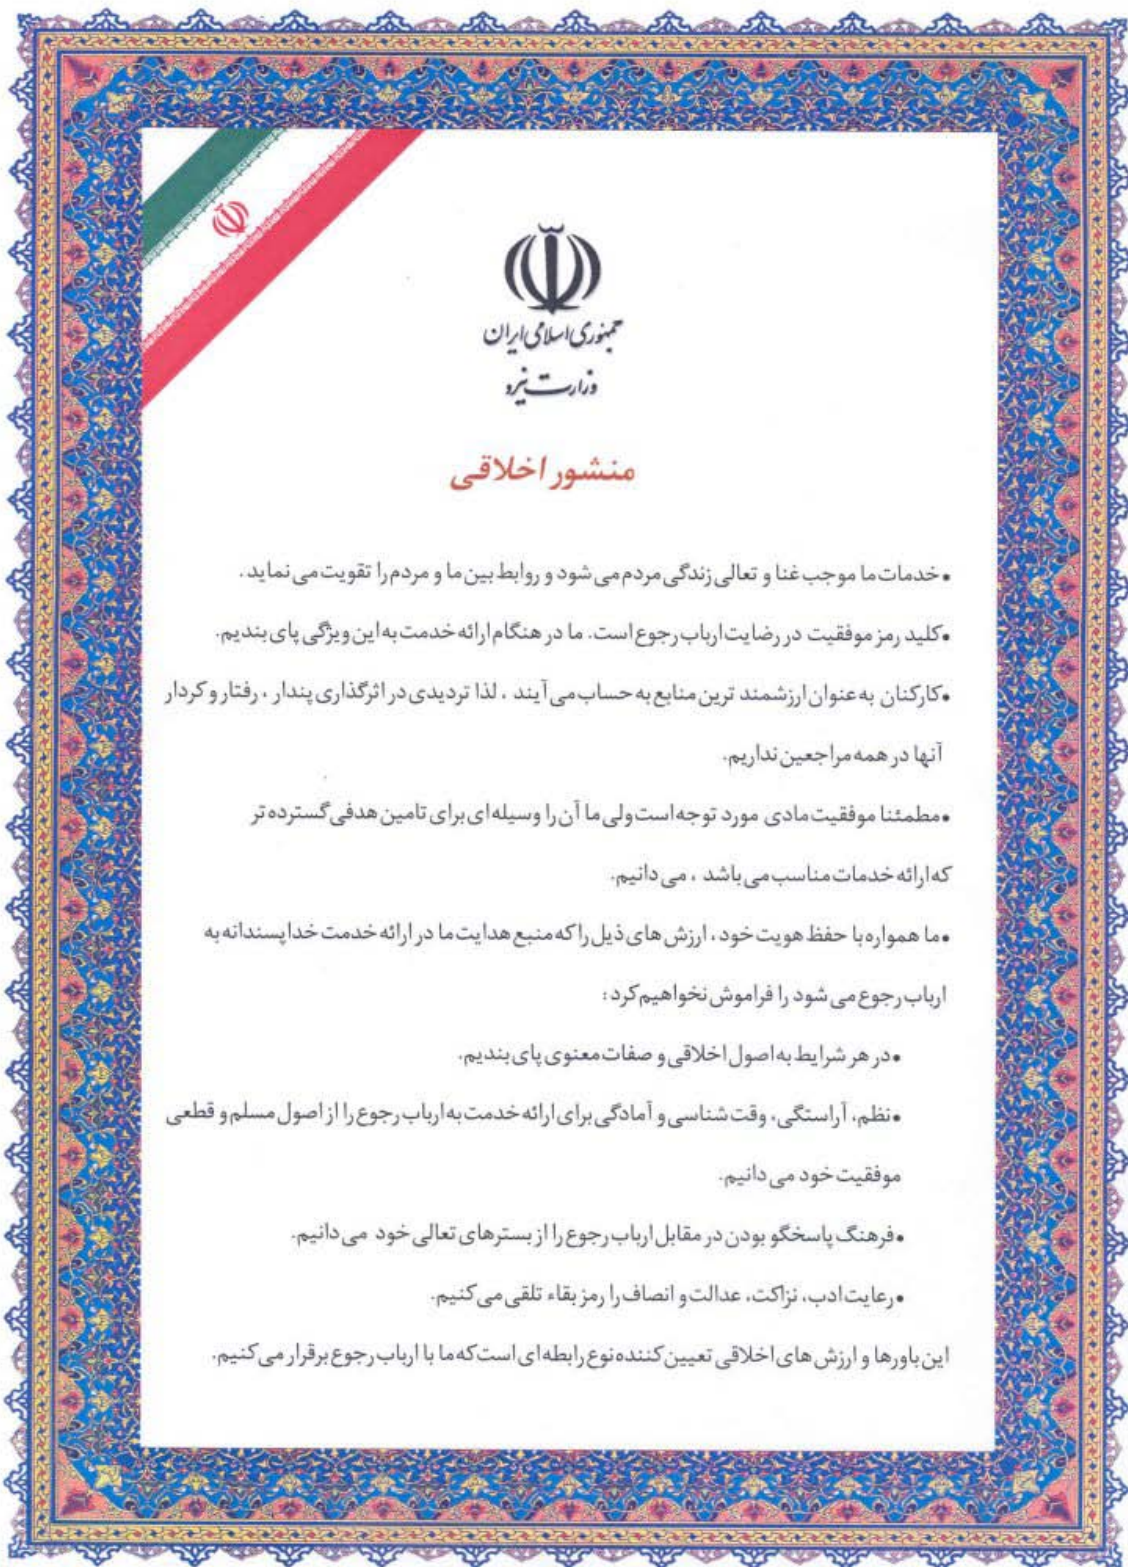 جمهوری اسلامی ایران
وزارت نیرو
منشور اخلاقی
• خدمات ما موجب غنا و تعالی زندگی مردم می شود و روابط بین ما و مردم را تقویت می نماید .
• کلید رمز موفقیت در رضایت ارباب رجوع است. ما در هنگام ارائه خدمت به این ویژگی پای بندیم.
• کارکنان به عنوان ارزشمند ترین منابع به حساب می آیند ، لذا تردیدی در اثرگذاری پندار ، رفتار و کردار
آنها در همه مراجعین نداریم.
• مطمئنا موفقیت مادی مورد توجه است ولی ما آن را وسیله ای برای تامین هدفی گسترده تر
که ارائه خدمات مناسب می باشد ، می دانیم.
• ما همواره با حفظ هویت خود ، ارزش های ذیل را که منبع هدایت ما در ارائه خدمت خداپسندانه به
ارباب رجوع می شود را فراموش نخواهیم کرد :
• در هر شرایط به اصول اخلاقی و صفات معنوی پای بندیم.
• نظم، آراستگی، وقت شناسی و آمادگی برای ارائه خدمت به ارباب رجوع را از اصول مسلم و قطعی
موفقیت خود می دانیم.
• فرهنگ پاسخگو بودن در مقابل ارباب رجوع را از بسترهای تعالی خود می دانیم.
• رعایت ادب، نزاکت، عدالت و انصاف را رمز بقاء تلقی می کنیم.
این باورها و ارزش های اخلاقی تعیین کننده نوع رابطه ای است که ما با ارباب رجوع برقرار می کنیم.